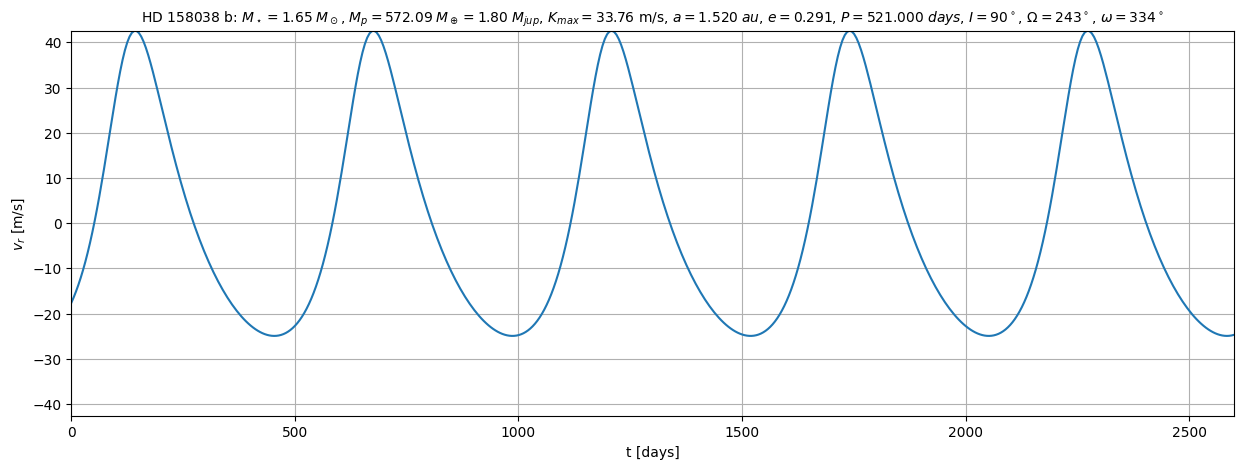 HD 158038 b: M⋆ = 1.65 M⊙, Mp = 572.09 M⊕ = 1.80 Mjup, Kmax = 33.76 m/s, a = 1.520 au, e = 0.291, P = 521.000 days, I = 90°, Ω = 243°, ω = 334°
40
30
20
10
0
−10
−20
−30
−40
vr [m/s]
0 500 1000 1500 2000 2500
t [days]